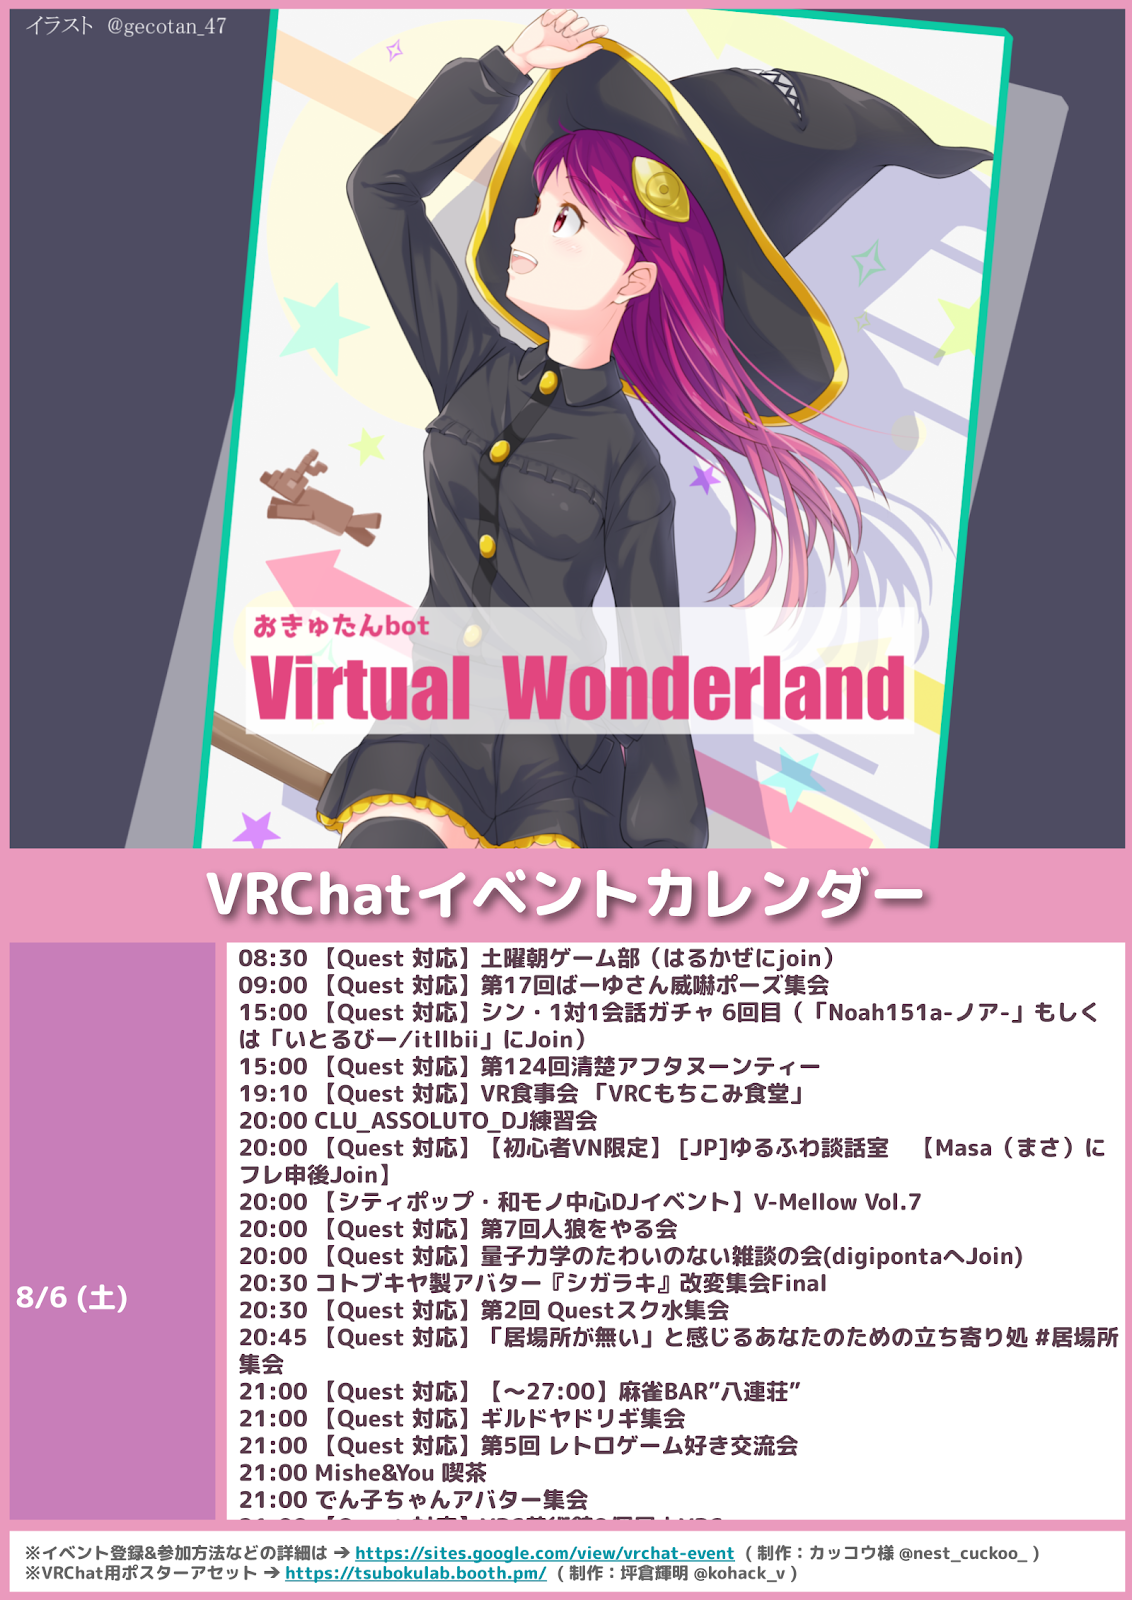 イラスト @gecotan_47
おきゅたんbot
Virtual Wonderland
VRChatイベントカレンダー
8/6 (土)
08:30 【Quest 対応】土曜朝ゲーム部（はるかぜにjoin）
09:00 【Quest 対応】第17回ばーゆさん威嚇ポーズ集会
15:00 【Quest 対応】シン・1対1会話ガチャ 6回目（「Noah151a-ノア-」もしく
は「いとるびー/itllbii」にJoin）
15:00 【Quest 対応】第124回清楚アフタヌーンティー
19:10 【Quest 対応】VR食事会 「VRCもちこみ食堂」
20:00 CLU_ASSOLUTO_DJ練習会
20:00 【Quest 対応】【初心者VN限定】 [JP]ゆるふわ談話室　【Masa（まさ）に
フレ申後Join】
20:00 【シティポップ・和モノ中心DJイベント】V-Mellow Vol.7
20:00 【Quest 対応】第7回人狼をやる会
20:00 【Quest 対応】量子力学のたわいのない雑談の会(digipontaへJoin)
20:30 コトブキヤ製アバター『シガラキ』改変集会Final
20:30 【Quest 対応】第2回 Questスク水集会
20:45 【Quest 対応】「居場所が無い」と感じるあなたのための立ち寄り処 #居場所
集会
21:00 【Quest 対応】【～27:00】麻雀BAR”八連荘”
21:00 【Quest 対応】ギルドヤドリギ集会
21:00 【Quest 対応】第5回 レトロゲーム好き交流会
21:00 Mishe&You 喫茶
21:00 でん子ちゃんアバター集会
※イベント登録&参加方法などの詳細は ➔ https://sites.google.com/view/vrchat-event （ 制作：カッコウ様 @nest_cuckoo_ ）
※VRChat用ポスターアセット ➔ https://tsubokulab.booth.pm/ （ 制作：坪倉輝明 @kohack_v ）